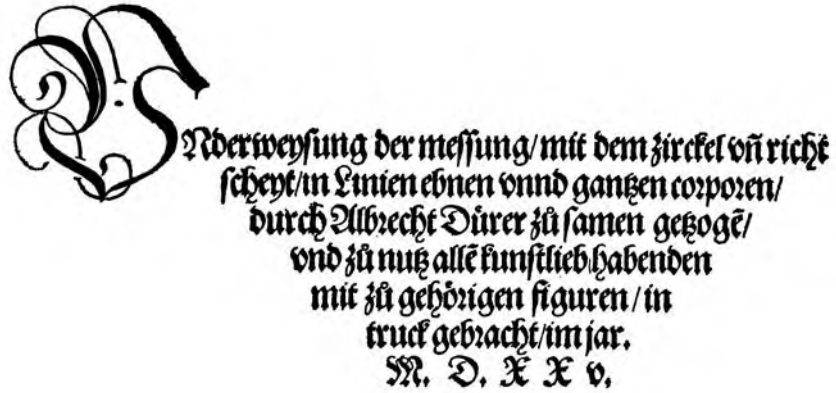 VNderweysung der messung/ mit dem zirckel vñ richt
scheyt/ in Linien ebnen vnnd gantzen corporen/
durch Albrecht Dürer zů samen getzogẽ/
vnd zů nutz allẽ kunstlieb habenden
mit zů gehörigen figuren/ in
truck gebracht/ im jar.
M. D. X X v.